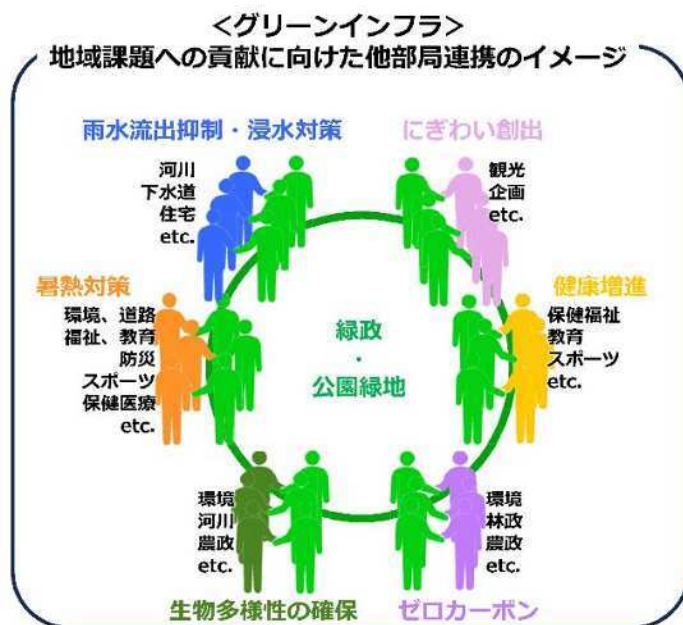 ＜グリーンインフラ＞
地域課題への貢献に向けた他部局連携のイメージ
雨水流出抑制・浸水対策
河川
下水道
住宅
etc.
にぎわい創出
観光
企画
etc.
暑熱対策
環境、道路
福祉、教育
防災
スポーツ
保健医療
etc.
緑政
・
公園緑地
健康増進
保健福祉
教育
スポーツ
etc.
環境
河川
農政
etc.
生物多様性の確保
環境
林政
農政
etc.
ゼロカーボン